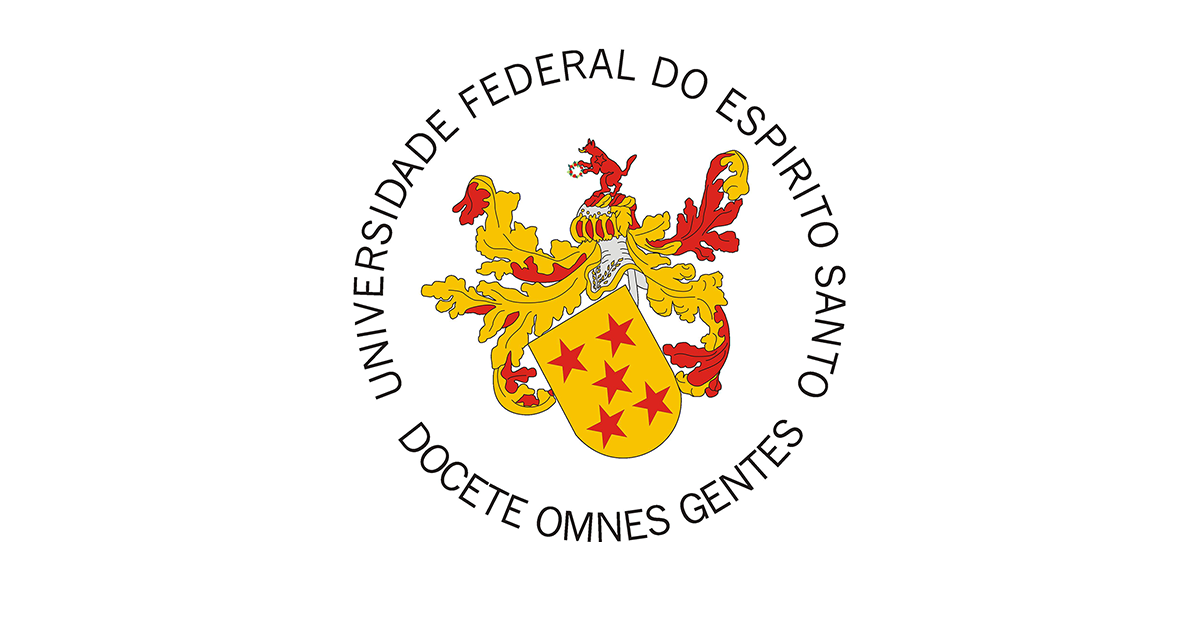 UNIVERSIDADE FEDERAL DO ESPIRITO SANTO
DOCETE OMNES GENTES